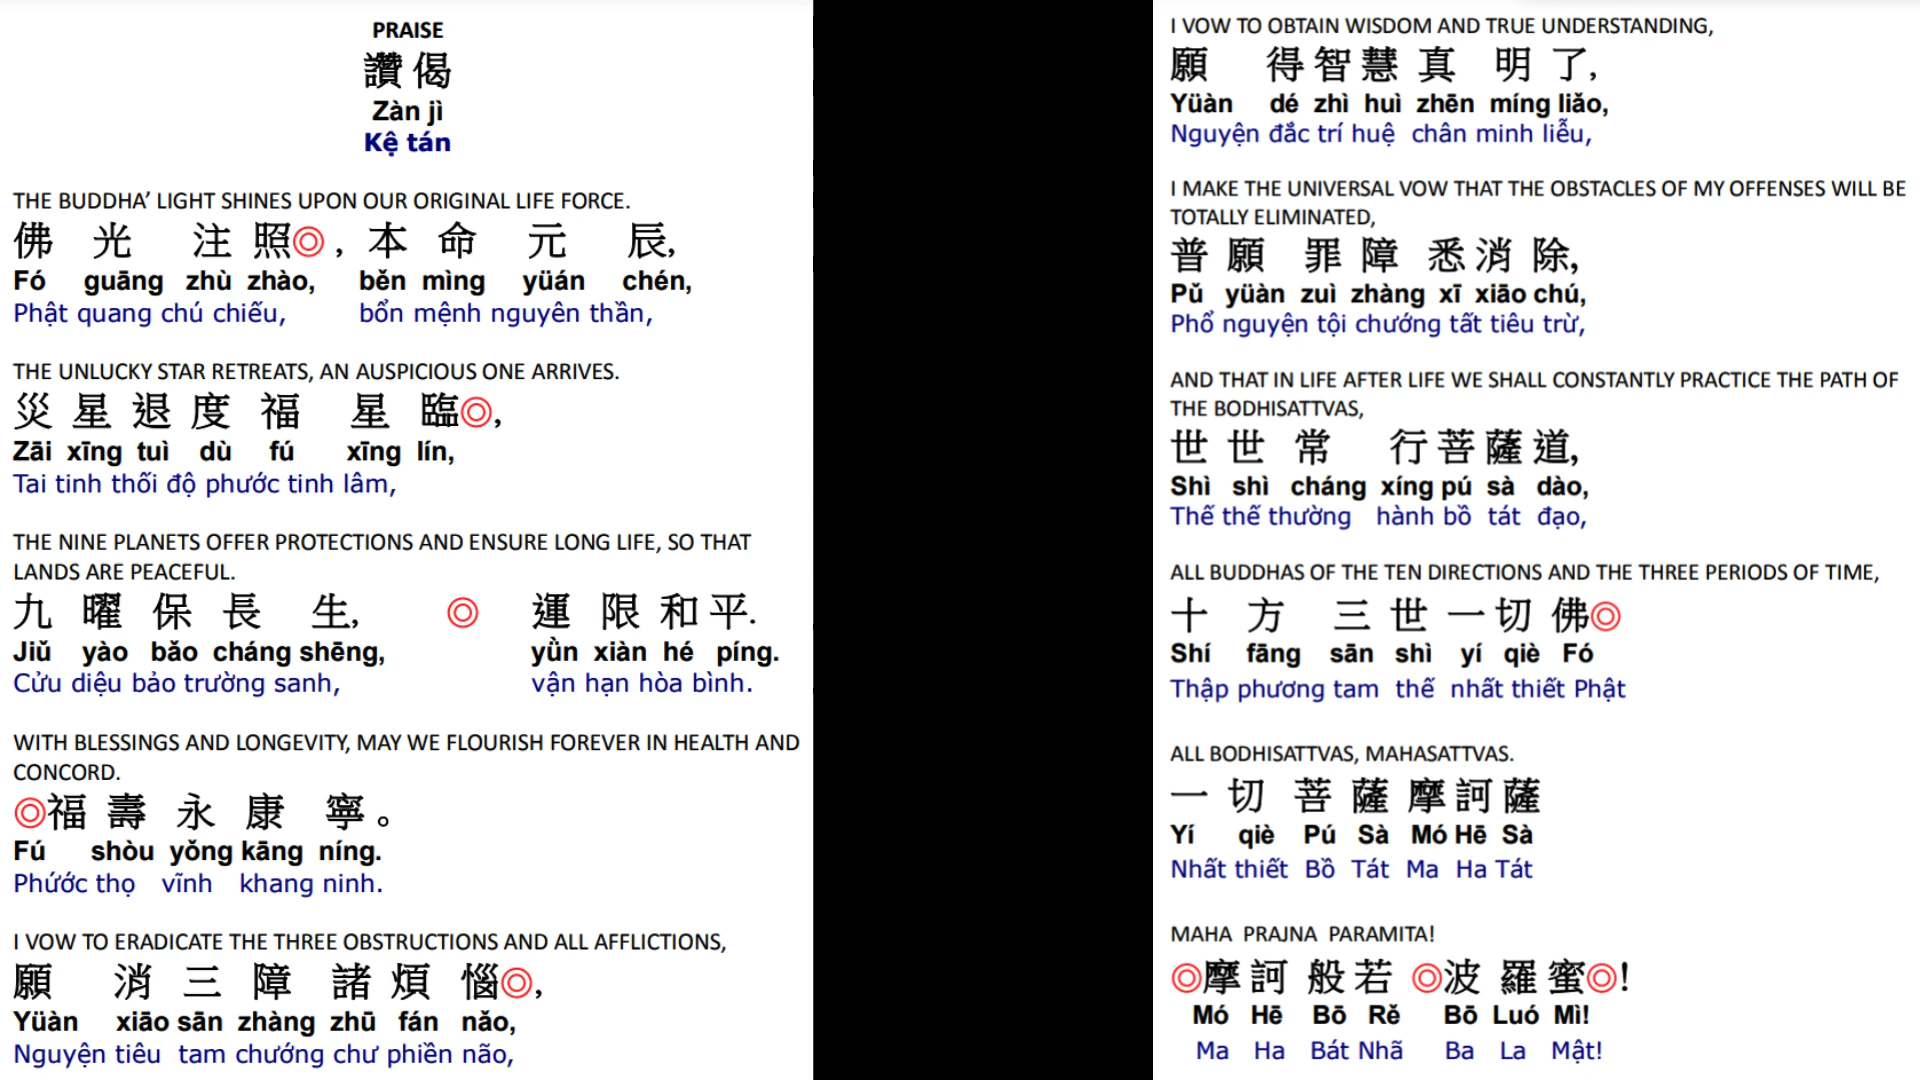 PRAISE
讚偈
Zàn jì
Kệ tán
THE BUDDHA’ LIGHT SHINES UPON OUR ORIGINAL LIFE FORCE.
佛 光 注 照◎, 本 命 元 辰,
Fó guāng zhù zhào, běn mìng yüán chén,
Phật quang chú chiếu, bổn mệnh nguyên thần,
THE UNLUCKY STAR RETREATS, AN AUSPICIOUS ONE ARRIVES.
災 星 退 度 福 星 臨◎,
Zāi xīng tuì dù fú xīng lín,
Tai tinh thối độ phước tinh lâm,
THE NINE PLANETS OFFER PROTECTIONS AND ENSURE LONG LIFE, SO THAT
LANDS ARE PEACEFUL.
九 曜 保 長 生, ◎ 運 限 和 平.
Jiǔ yào bǎo cháng shēng, yǜn xiàn hé píng.
Cửu diệu bảo trường sanh, vận hạn hòa bình.
WITH BLESSINGS AND LONGEVITY, MAY WE FLOURISH FOREVER IN HEALTH AND
CONCORD.
◎福 壽 永 康 寧。
Fú shòu yǒng kāng níng.
Phứớc thọ vĩnh khang ninh.
I VOW TO ERADICATE THE THREE OBSTRUCTIONS AND ALL AFFLICTIONS,
願 消 三 障 諸 煩 惱◎,
Yüàn xiāo sān zhàng zhū fán nǎo,
Nguyện tiêu tam chướng chư phiền não,
I VOW TO OBTAIN WISDOM AND TRUE UNDERSTANDING,
願 得 智 慧 真 明 了,
Yüàn dé zhì huì zhēn míng liǎo,
Nguyện đắc trí huệ chân minh liễu,
I MAKE THE UNIVERSAL VOW THAT THE OBSTACLES OF MY OFFENSES WILL BE
TOTALLY ELIMINATED,
普 願 罪 障 悉 消 除,
Pǔ yüàn zuì zhàng xī xiāo chú,
Phổ nguyện tội chướng tất tiêu trừ,
AND THAT IN LIFE AFTER LIFE WE SHALL CONSTANTLY PRACTICE THE PATH OF
THE BODHISATTVAS,
世 世 常 行 菩 薩 道,
Shì shì cháng xíng pú sà dào,
Thế thế thường hành bồ tát đạo,
ALL BUDDHAS OF THE TEN DIRECTIONS AND THE THREE PERIODS OF TIME,
十 方 三 世 一 切 佛◎
Shí fāng sān shì yí qiè Fó
Thập phương tam thế nhất thiết Phật
ALL BODHISATTVAS, MAHASATTVAS.
一 切 菩 薩 摩 訶 薩
Yí qiè Pú Sà Mó Hē Sà
Nhất thiết Bồ Tát Ma Ha Tát
MAHA PRAJNA PARAMITA!
◎摩 訶 般 若 ◎波 羅 蜜◎!
Mó Hē Bō Rě Bō Luó Mì!
Ma Ha Bát Nhã Ba La Mật!